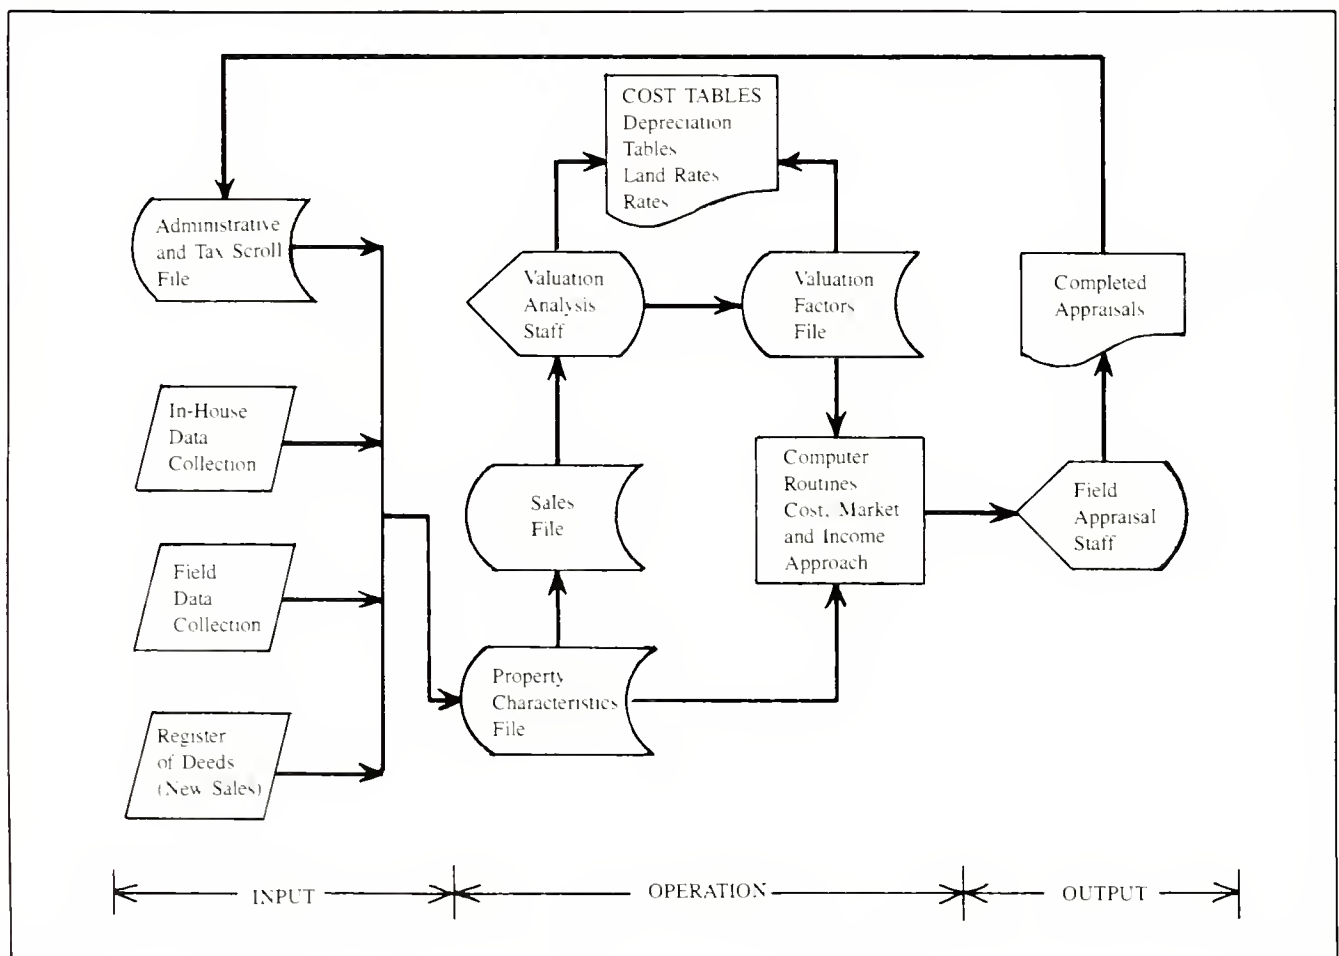 COST TABLES
Depreciation
Tables
Land Rates
Rates
Administrative
and Tax Scroll
File
Valuation
Analysis
Staff
Valuation
Factors
File
Completed
Appraisals
In-House
Data
Collection
Sales
File
Computer
Routines
Cost, Market
and Income
Approach
Field
Appraisal
Staff
Field
Data
Collection
Property
Characteristics
File
Register
of Deeds
(New Sales)
INPUT
OPERATION
OUTPUT